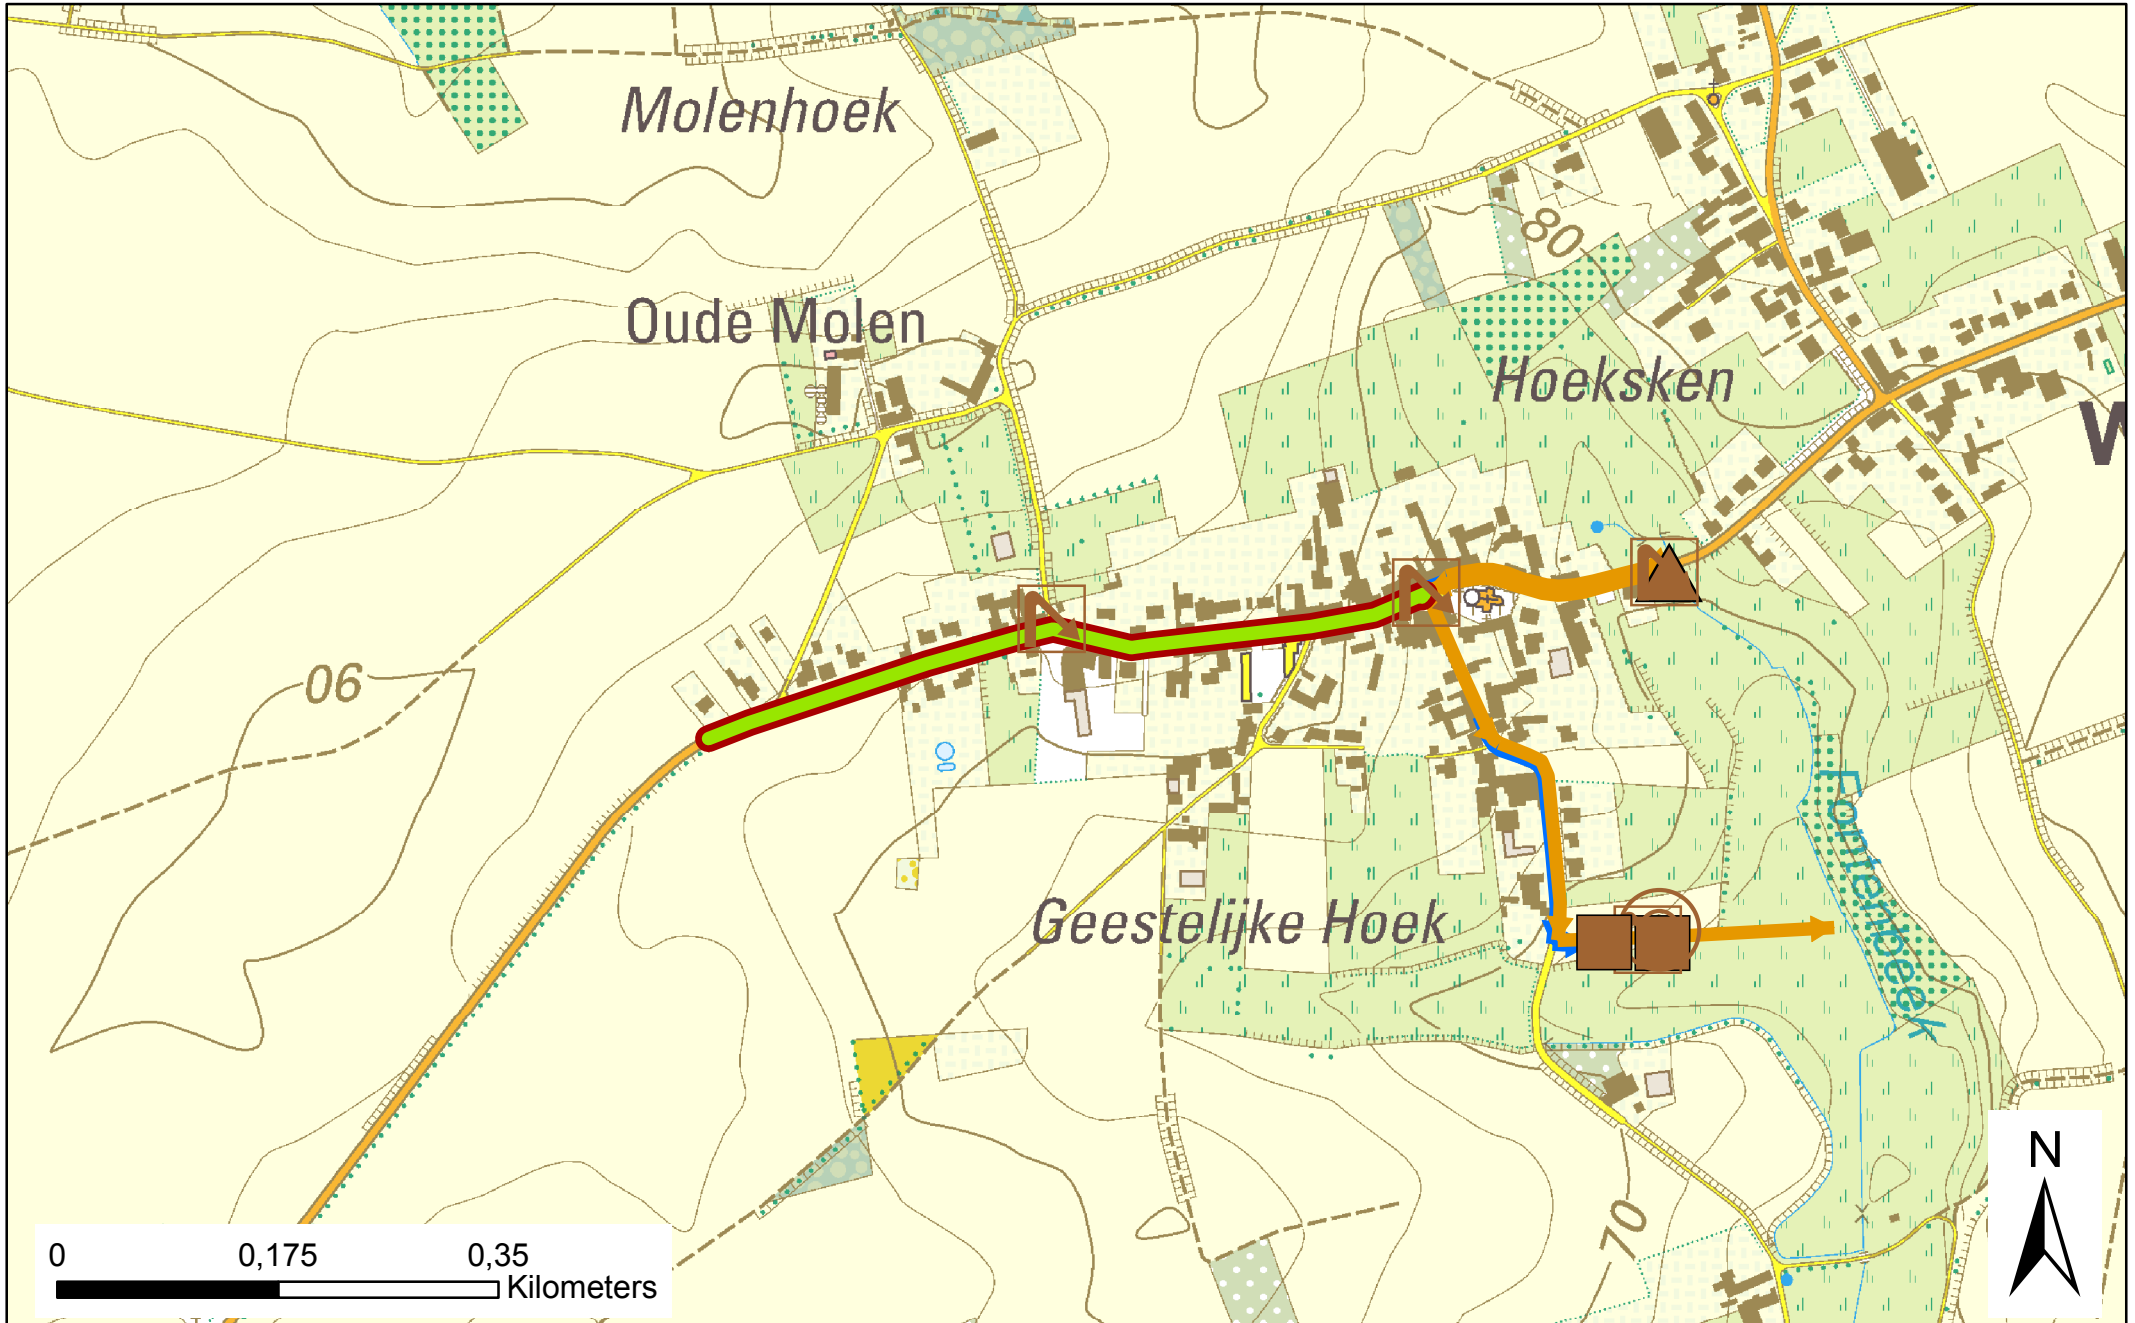 Molenhoek
80
Oude Molen
Hoeksken
W
06
Geestelijke Hoek
Fonteinbeek
70
N
0 0,175 0,35
Kilometers